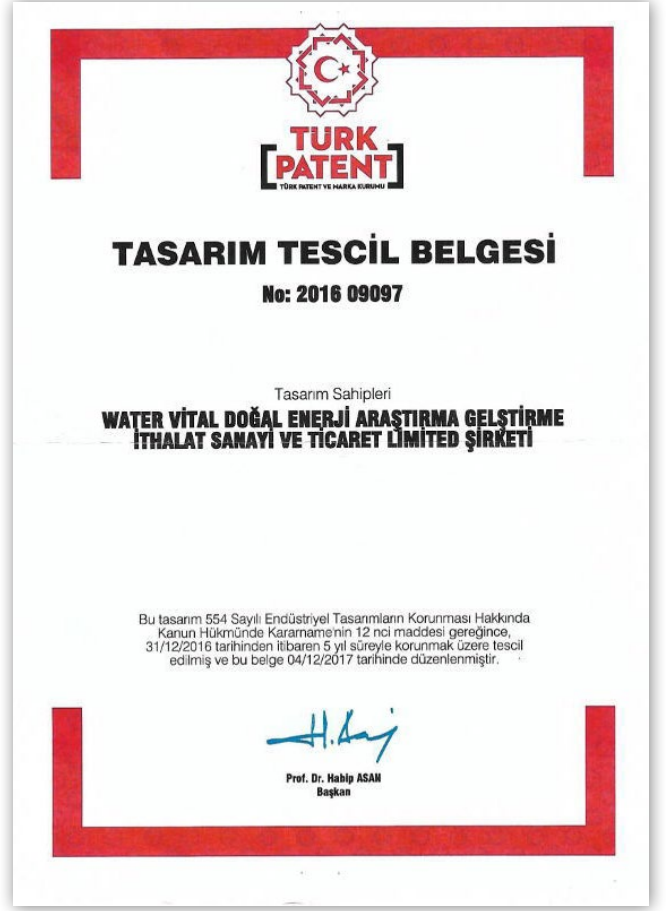 TÜRK
PATENT
TÜRK PATENT VE MARKA KURUMU
TASARIM TESCİL BELGESİ
No: 2016 09097
Tasarım Sahipleri
WATER VİTAL DOĞAL ENERJİ ARAŞTIRMA GELŞTİRME
İTHALAT SANAYİ VE TİCARET LİMİTED ŞİRKETİ
Bu tasarım 554 Sayılı Endüstriyel Tasarımların Korunması Hakkında
Kanun Hükmünde Kararname'nin 12 nci maddesi gereğince,
31/12/2016 tarihinden itibaren 5 yıl süreyle korunmak üzere tescil
edilmiş ve bu belge 04/12/2017 tarihinde düzenlenmiştir.
Prof. Dr. Habip ASAN
Başkan